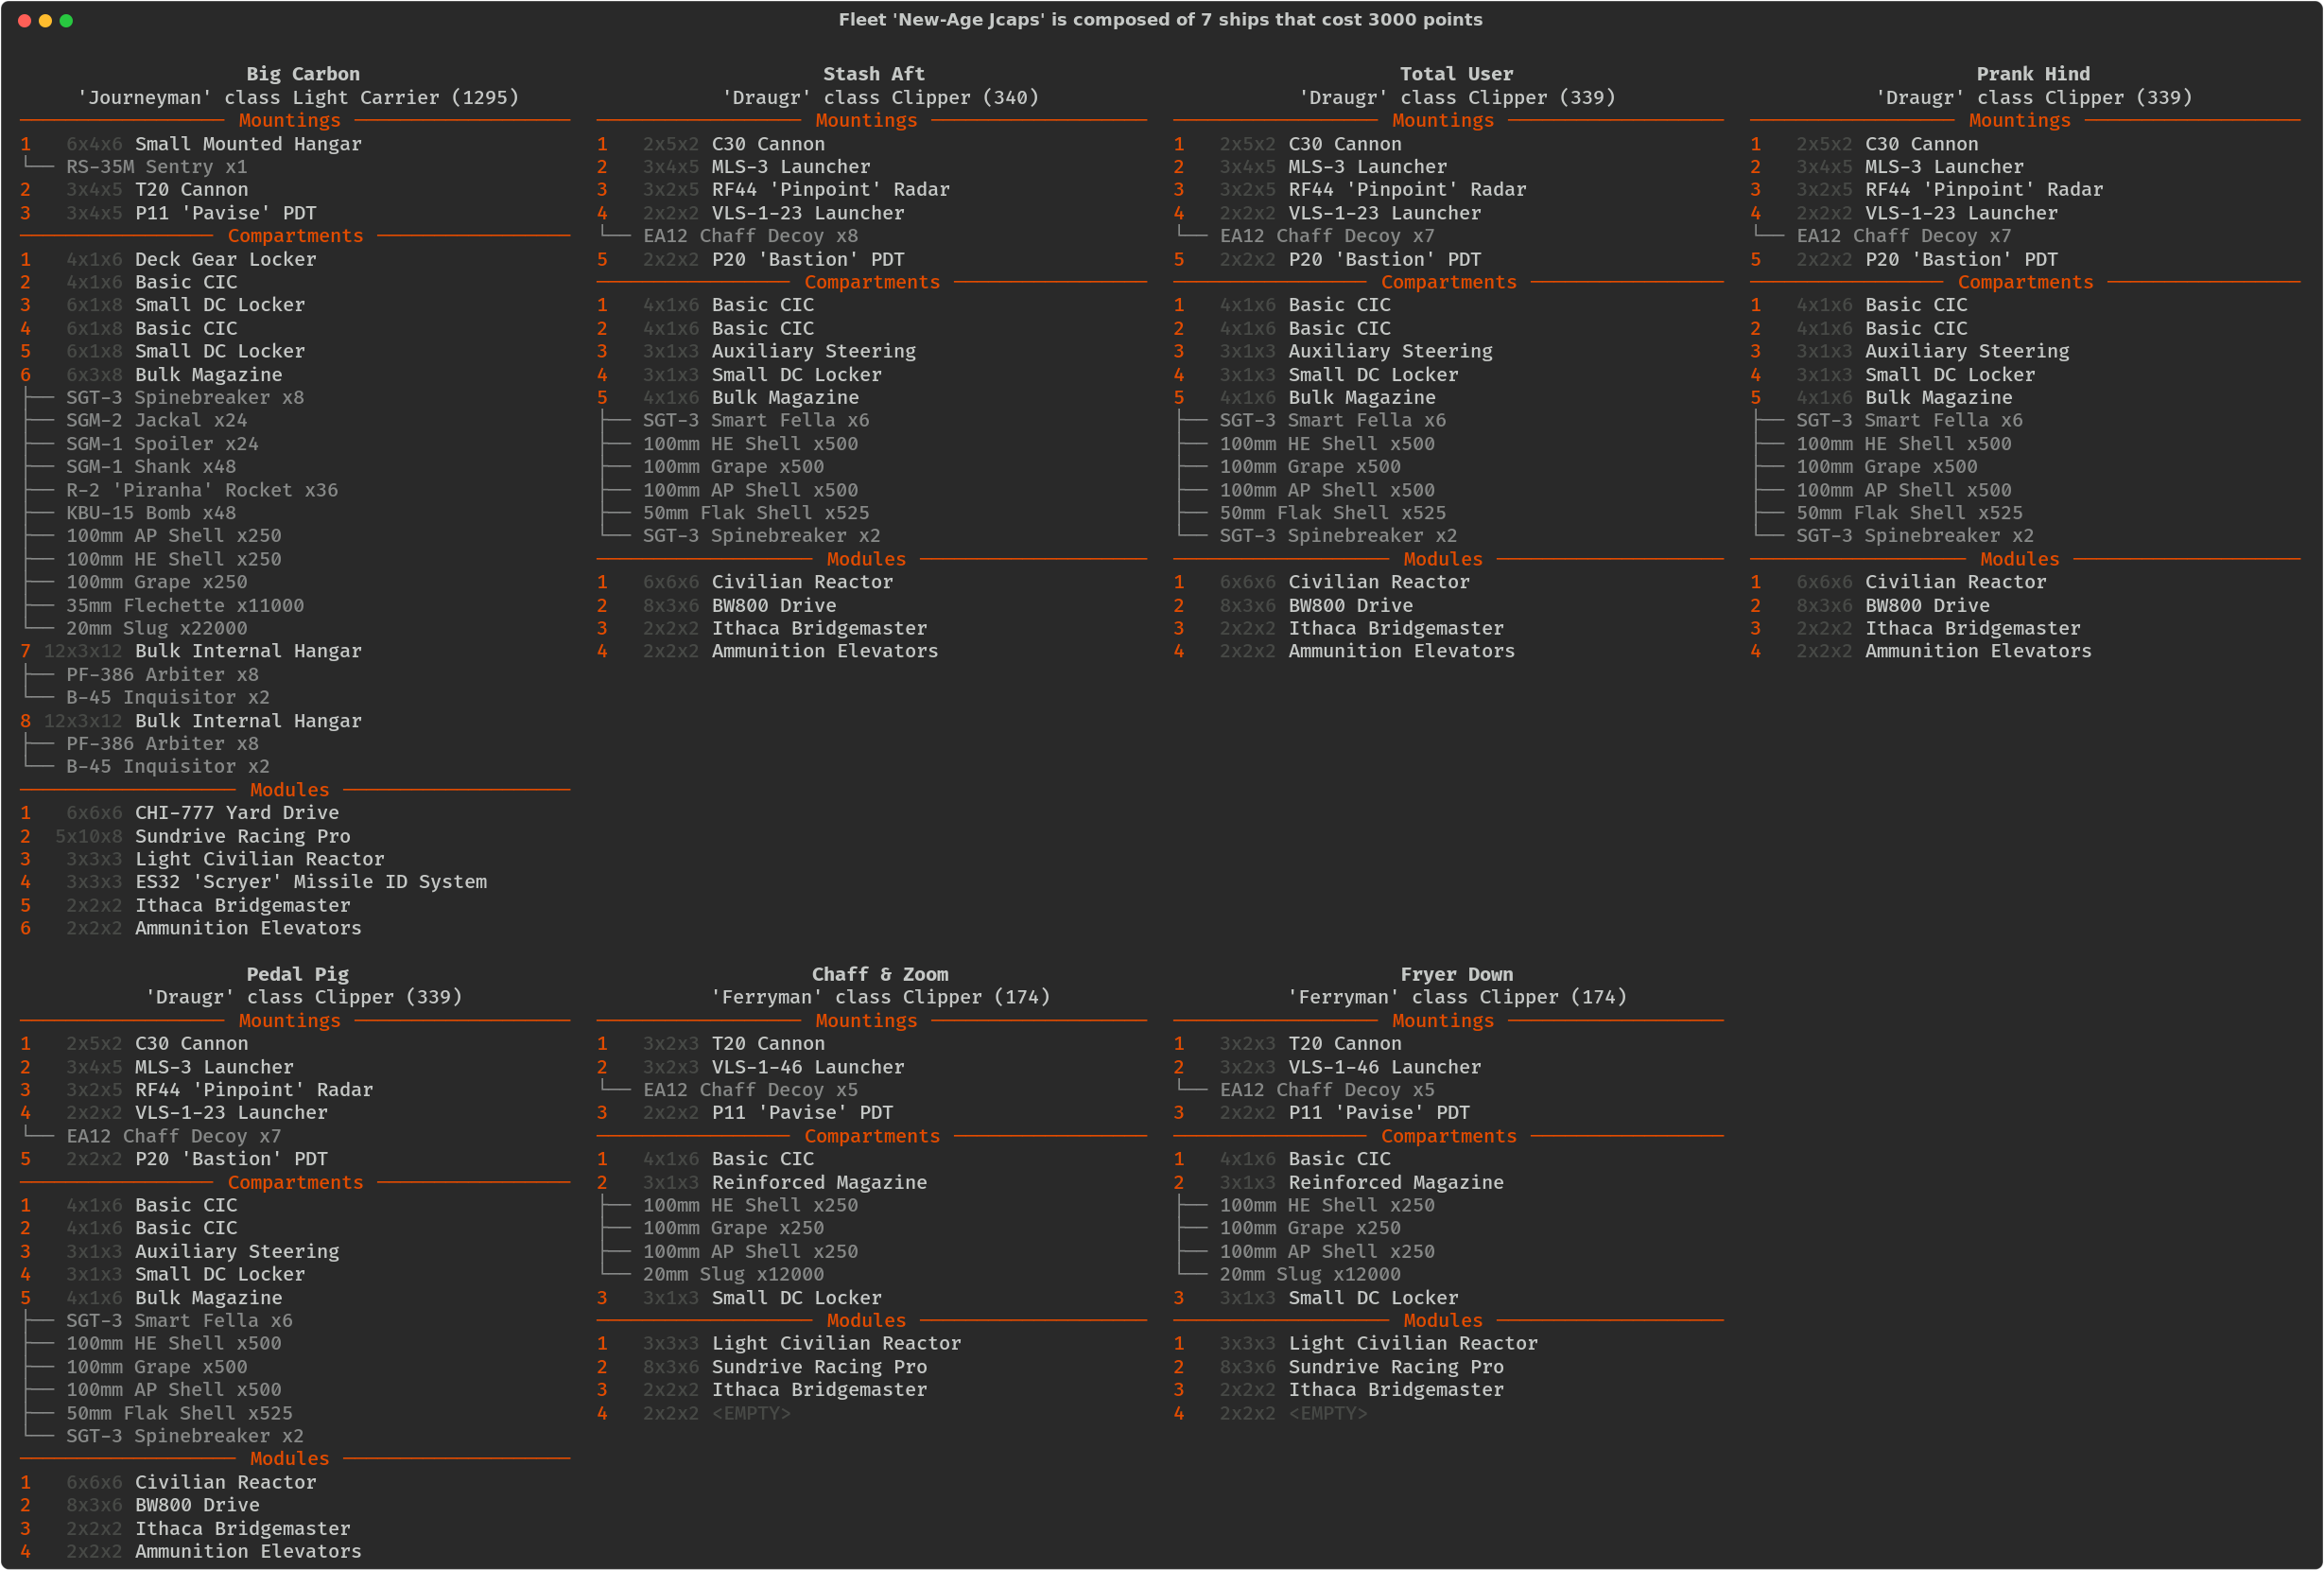 Fleet 'New-Age Jcaps' is composed of 7 ships that cost 3000 points
Big Carbon
'Journeyman' class Light Carrier (1295)
Mountings
1 6x4x6 Small Mounted Hangar
RS-35M Sentry x1
2 3x4x5 T20 Cannon
3 3x4x5 P11 'Pavise' PDT
Compartments
1 4x1x6 Deck Gear Locker
2 4x1x6 Basic CIC
3 6x1x8 Small DC Locker
4 6x1x8 Basic CIC
5 6x1x8 Small DC Locker
6 6x3x8 Bulk Magazine
SGT-3 Spinebreaker x8
SGM-2 Jackal x24
SGM-1 Spoiler x24
SGM-1 Shank x48
R-2 'Piranha' Rocket x36
KBU-15 Bomb x48
100mm AP Shell x250
100mm HE Shell x250
100mm Grape x250
35mm Flechette x11000
20mm Slug x22000
7 12x3x12 Bulk Internal Hangar
PF-386 Arbiter x8
B-45 Inquisitor x2
8 12x3x12 Bulk Internal Hangar
PF-386 Arbiter x8
B-45 Inquisitor x2
Modules
1 6x6x6 CHI-777 Yard Drive
2 5x10x8 Sundrive Racing Pro
3 3x3x3 Light Civilian Reactor
4 3x3x3 ES32 'Scryer' Missile ID System
5 2x2x2 Ithaca Bridgemaster
6 2x2x2 Ammunition Elevators
Stash Aft
'Draugr' class Clipper (340)
Mountings
1 2x5x2 C30 Cannon
2 3x4x5 MLS-3 Launcher
3 3x2x5 RF44 'Pinpoint' Radar
4 2x2x2 VLS-1-23 Launcher
EA12 Chaff Decoy x8
5 2x2x2 P20 'Bastion' PDT
Compartments
1 4x1x6 Basic CIC
2 4x1x6 Basic CIC
3 3x1x3 Auxiliary Steering
4 3x1x3 Small DC Locker
5 4x1x6 Bulk Magazine
SGT-3 Smart Fella x6
100mm HE Shell x500
100mm Grape x500
100mm AP Shell x500
50mm Flak Shell x525
SGT-3 Spinebreaker x2
Modules
1 6x6x6 Civilian Reactor
2 8x3x6 BW800 Drive
3 2x2x2 Ithaca Bridgemaster
4 2x2x2 Ammunition Elevators
Total User
'Draugr' class Clipper (339)
Mountings
1 2x5x2 C30 Cannon
2 3x4x5 MLS-3 Launcher
3 3x2x5 RF44 'Pinpoint' Radar
4 2x2x2 VLS-1-23 Launcher
EA12 Chaff Decoy x7
5 2x2x2 P20 'Bastion' PDT
Compartments
1 4x1x6 Basic CIC
2 4x1x6 Basic CIC
3 3x1x3 Auxiliary Steering
4 3x1x3 Small DC Locker
5 4x1x6 Bulk Magazine
SGT-3 Smart Fella x6
100mm HE Shell x500
100mm Grape x500
100mm AP Shell x500
50mm Flak Shell x525
SGT-3 Spinebreaker x2
Modules
1 6x6x6 Civilian Reactor
2 8x3x6 BW800 Drive
3 2x2x2 Ithaca Bridgemaster
4 2x2x2 Ammunition Elevators
Prank Hind
'Draugr' class Clipper (339)
Mountings
1 2x5x2 C30 Cannon
2 3x4x5 MLS-3 Launcher
3 3x2x5 RF44 'Pinpoint' Radar
4 2x2x2 VLS-1-23 Launcher
EA12 Chaff Decoy x7
5 2x2x2 P20 'Bastion' PDT
Compartments
1 4x1x6 Basic CIC
2 4x1x6 Basic CIC
3 3x1x3 Auxiliary Steering
4 3x1x3 Small DC Locker
5 4x1x6 Bulk Magazine
SGT-3 Smart Fella x6
100mm HE Shell x500
100mm Grape x500
100mm AP Shell x500
50mm Flak Shell x525
SGT-3 Spinebreaker x2
Modules
1 6x6x6 Civilian Reactor
2 8x3x6 BW800 Drive
3 2x2x2 Ithaca Bridgemaster
4 2x2x2 Ammunition Elevators
Pedal Pig
'Draugr' class Clipper (339)
Mountings
1 2x5x2 C30 Cannon
2 3x4x5 MLS-3 Launcher
3 3x2x5 RF44 'Pinpoint' Radar
4 2x2x2 VLS-1-23 Launcher
EA12 Chaff Decoy x7
5 2x2x2 P20 'Bastion' PDT
Compartments
1 4x1x6 Basic CIC
2 4x1x6 Basic CIC
3 3x1x3 Auxiliary Steering
4 3x1x3 Small DC Locker
5 4x1x6 Bulk Magazine
SGT-3 Smart Fella x6
100mm HE Shell x500
100mm Grape x500
100mm AP Shell x500
50mm Flak Shell x525
SGT-3 Spinebreaker x2
Modules
1 6x6x6 Civilian Reactor
2 8x3x6 BW800 Drive
3 2x2x2 Ithaca Bridgemaster
4 2x2x2 Ammunition Elevators
Chaff & Zoom
'Ferryman' class Clipper (174)
Mountings
1 3x2x3 T20 Cannon
2 3x2x3 VLS-1-46 Launcher
EA12 Chaff Decoy x5
3 2x2x2 P11 'Pavise' PDT
Compartments
1 4x1x6 Basic CIC
2 3x1x3 Reinforced Magazine
100mm HE Shell x250
100mm Grape x250
100mm AP Shell x250
20mm Slug x12000
3 3x1x3 Small DC Locker
Modules
1 3x3x3 Light Civilian Reactor
2 8x3x6 Sundrive Racing Pro
3 2x2x2 Ithaca Bridgemaster
4 2x2x2 <EMPTY>
Fryer Down
'Ferryman' class Clipper (174)
Mountings
1 3x2x3 T20 Cannon
2 3x2x3 VLS-1-46 Launcher
EA12 Chaff Decoy x5
3 2x2x2 P11 'Pavise' PDT
Compartments
1 4x1x6 Basic CIC
2 3x1x3 Reinforced Magazine
100mm HE Shell x250
100mm Grape x250
100mm AP Shell x250
20mm Slug x12000
3 3x1x3 Small DC Locker
Modules
1 3x3x3 Light Civilian Reactor
2 8x3x6 Sundrive Racing Pro
3 2x2x2 Ithaca Bridgemaster
4 2x2x2 <EMPTY>